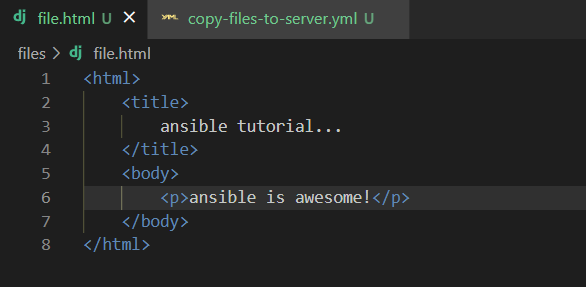 dj file.html U × YAML copy-files-to-server.yml U
files > dj file.html
1 <html>
2     <title>
3         ansible tutorial...
4     </title>
5     <body>
6         <p>ansible is awesome!</p>
7     </body>
8 </html>